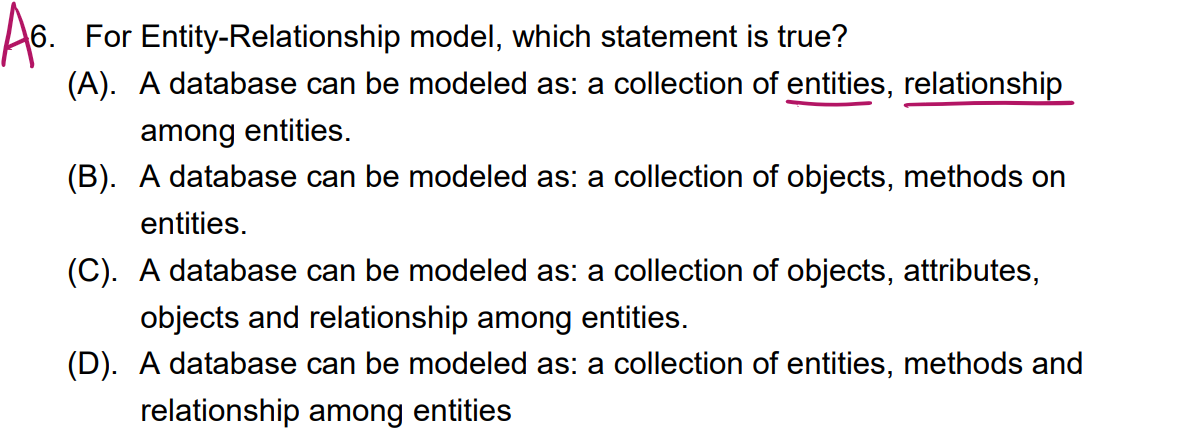 A6. For Entity-Relationship model, which statement is true?
(A). A database can be modeled as: a collection of entities, relationship
among entities.
(B). A database can be modeled as: a collection of objects, methods on
entities.
(C). A database can be modeled as: a collection of objects, attributes,
objects and relationship among entities.
(D). A database can be modeled as: a collection of entities, methods and
relationship among entities